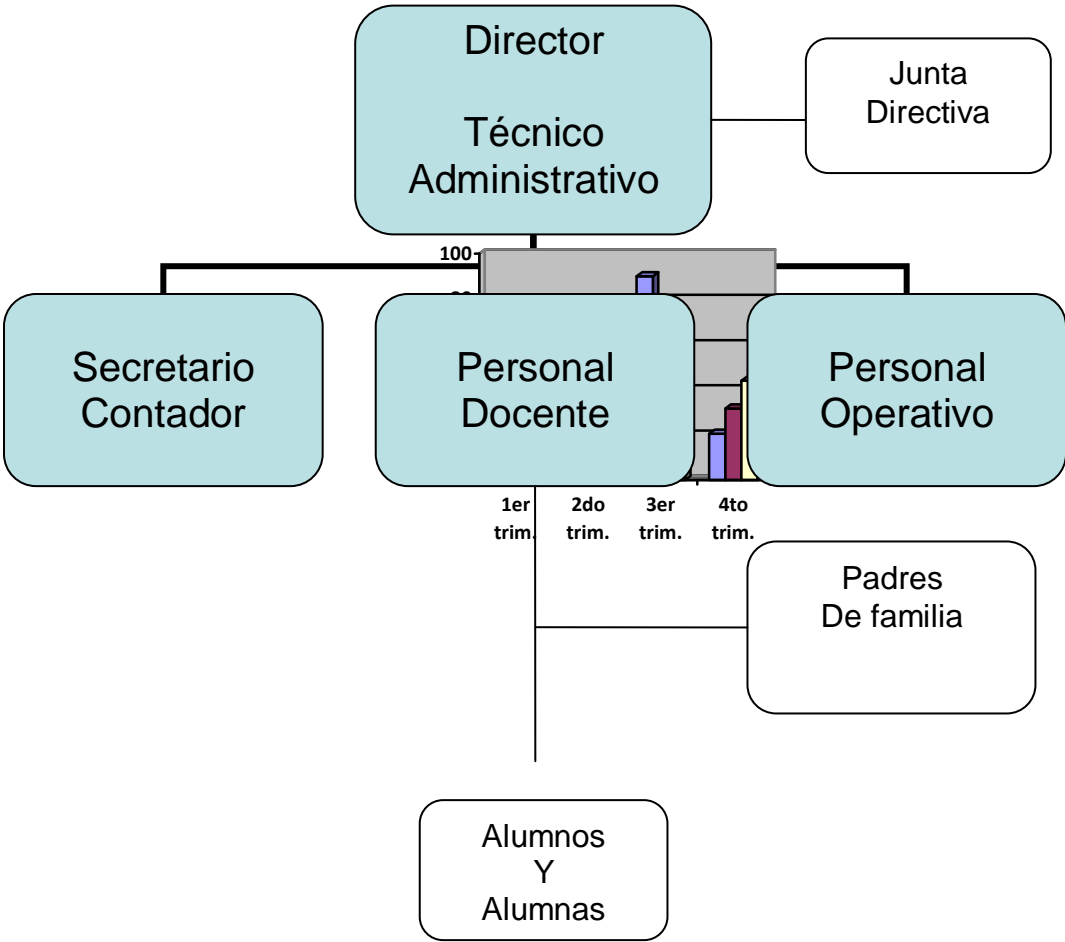 Director
Técnico
Administrativo
Junta
Directiva
100
Secretario
Contador
Personal
Docente
Personal
Operativo
1er
trim.
2do
trim.
3er
trim.
4to
trim.
Padres
De familia
Alumnos
Y
Alumnas